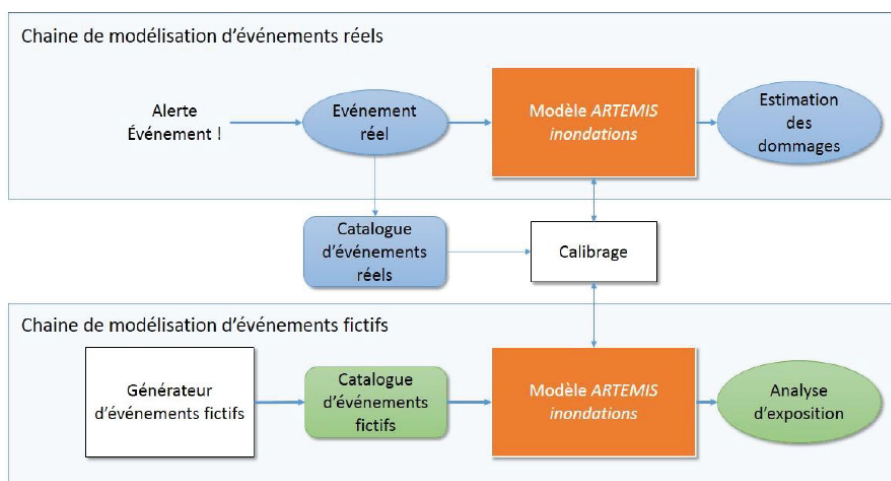 Chaine de modélisation d'événements réels
Alerte
Événement !
Evénement
réel
Modèle ARTEMIS
inondations
Estimation
des
dommages
Catalogue
d'événements
réels
Calibrage
Chaine de modélisation d'événements fictifs
Générateur
d'événements fictifs
Catalogue
d'événements
fictifs
Modèle ARTEMIS
inondations
Analyse
d'exposition